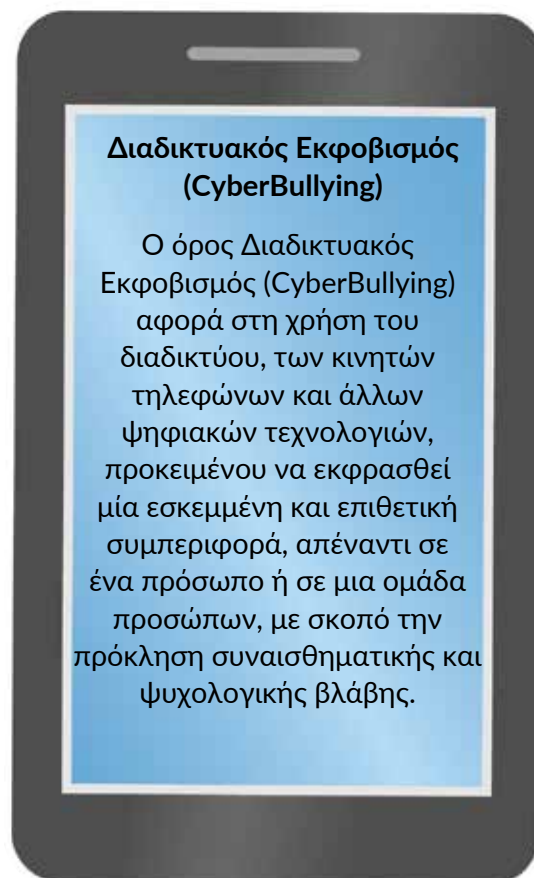 Διαδικτυακός Εκφοβισμός
(CyberBullying)
Ο όρος Διαδικτυακός
Εκφοβισμός (CyberBullying)
αφορά στη χρήση του
διαδικτύου, των κινητών
τηλεφώνων και άλλων
ψηφιακών τεχνολογιών,
προκειμένου να εκφρασθεί
μία εσκεμμένη και επιθετική
συμπεριφορά, απέναντι σε
ένα πρόσωπο ή σε μια ομάδα
προσώπων, με σκοπό την
πρόκληση συναισθηματικής και
ψυχολογικής βλάβης.